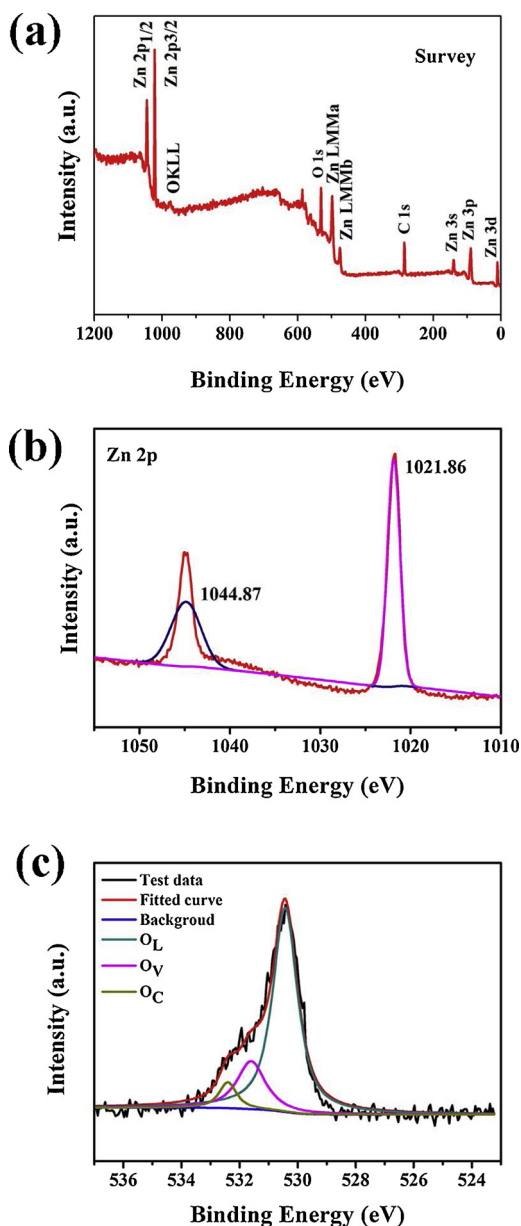 (a)
Survey
Zn 2p1/2
Zn 2p3/2
OKLL
O 1s
Zn LMMa
Zn LMMb
C 1s
Zn 3s
Zn 3p
Zn 3d
Intensity (a.u.)
1200 1000 800 600 400 200 0
Binding Energy (eV)
(b)
Zn 2p
1021.86
1044.87
Intensity (a.u.)
1050 1040 1030 1020 1010
Binding Energy (eV)
(c)
Test data
Fitted curve
Backgroud
OL
OV
OC
Intensity (a.u.)
536 534 532 530 528 526 524
Binding Energy (eV)